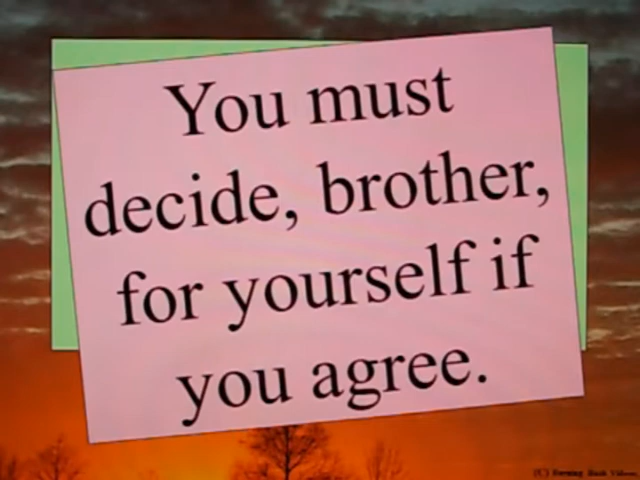 You must
decide, brother,
for yourself if
you agree.